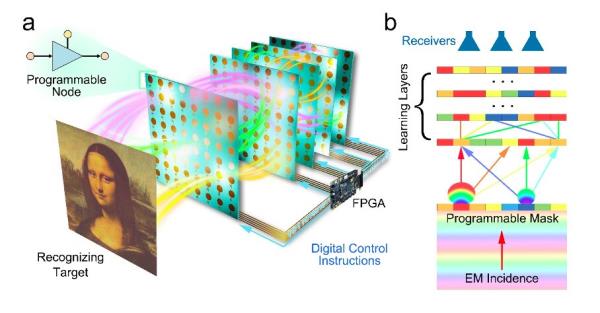 a
Programmable
Node
Recognizing
Target
FPGA
Digital Control
Instructions
b
Receivers
Learning Layers
...
...
Programmable Mask
EM Incidence